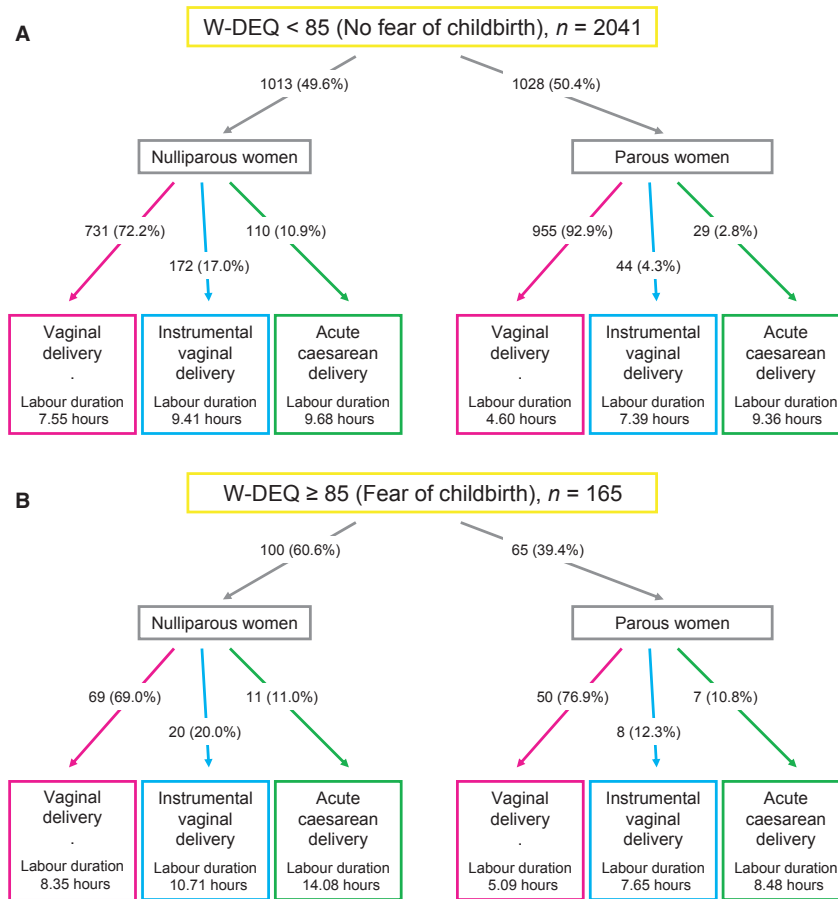 A
W-DEQ < 85 (No fear of childbirth), n = 2041
1013 (49.6%)
1028 (50.4%)
Nulliparous women
Parous women
731 (72.2%)
110 (10.9%)
955 (92.9%)
29 (2.8%)
172 (17.0%)
44 (4.3%)
Vaginal
delivery
.
Labour duration
7.55 hours
Instrumental
vaginal
delivery
Labour duration
9.41 hours
Acute
caesarean
delivery
Labour duration
9.68 hours
Vaginal
delivery
.
Labour duration
4.60 hours
Instrumental
vaginal
delivery
Labour duration
7.39 hours
Acute
caesarean
delivery
Labour duration
9.36 hours
B
W-DEQ ≥ 85 (Fear of childbirth), n = 165
100 (60.6%)
65 (39.4%)
Nulliparous women
Parous women
69 (69.0%)
11 (11.0%)
50 (76.9%)
7 (10.8%)
20 (20.0%)
8 (12.3%)
Vaginal
delivery
.
Labour duration
8.35 hours
Instrumental
vaginal
delivery
Labour duration
10.71 hours
Acute
caesarean
delivery
Labour duration
14.08 hours
Vaginal
delivery
.
Labour duration
5.09 hours
Instrumental
vaginal
delivery
Labour duration
7.65 hours
Acute
caesarean
delivery
Labour duration
8.48 hours